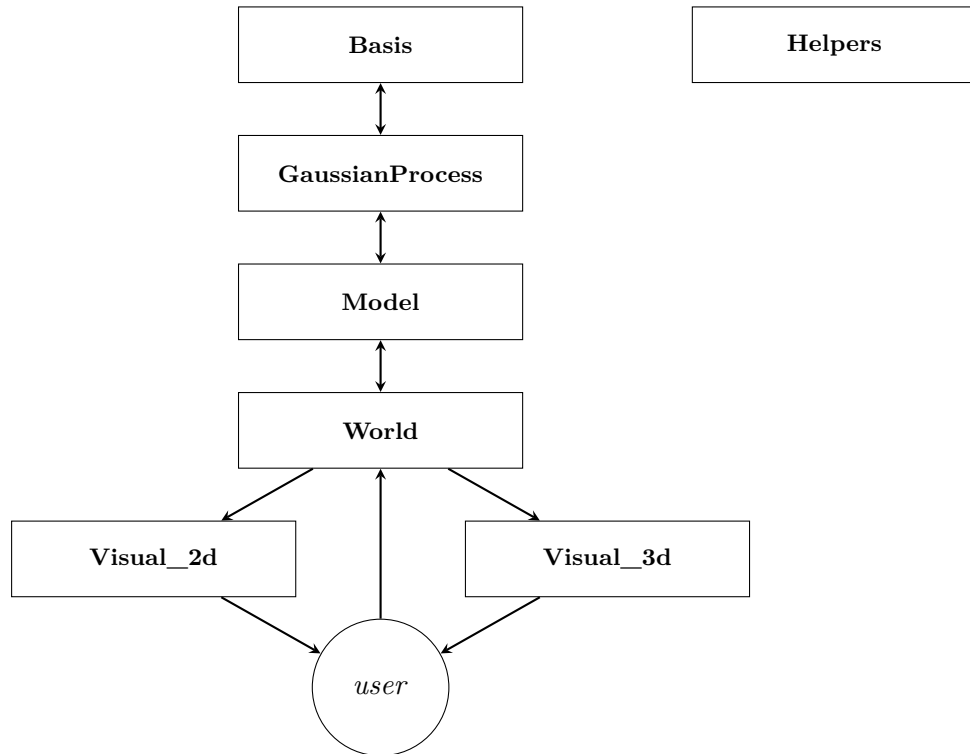 Basis
Helpers
GaussianProcess
Model
World
Visual_2d
Visual_3d
user